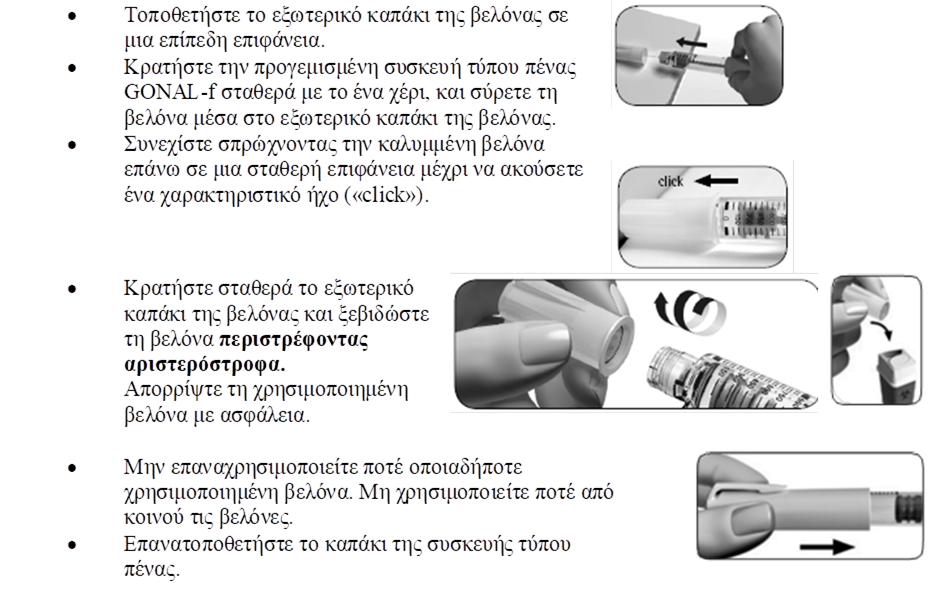 • Τοποθετήστε το εξωτερικό καπάκι της βελόνας σε
μια επίπεδη επιφάνεια.
• Κρατήστε την προγεμισμένη συσκευή τύπου πένας
GONAL-f σταθερά με το ένα χέρι, και σύρετε τη
βελόνα μέσα στο εξωτερικό καπάκι της βελόνας.
• Συνεχίστε σπρώχνοντας την καλυμμένη βελόνα
επάνω σε μια σταθερή επιφάνεια μέχρι να ακούσετε
ένα χαρακτηριστικό ήχο («click»).
click
• Κρατήστε σταθερά το εξωτερικό
καπάκι της βελόνας και ξεβιδώστε
τη βελόνα περιστρέφοντας
αριστερόστροφα.
Απορρίψτε τη χρησιμοποιημένη
βελόνα με ασφάλεια.
• Μην επαναχρησιμοποιείτε ποτέ οποιαδήποτε
χρησιμοποιημένη βελόνα. Μη χρησιμοποιείτε ποτέ από
κοινού τις βελόνες.
• Επανατοποθετήστε το καπάκι της συσκευής τύπου
πένας.